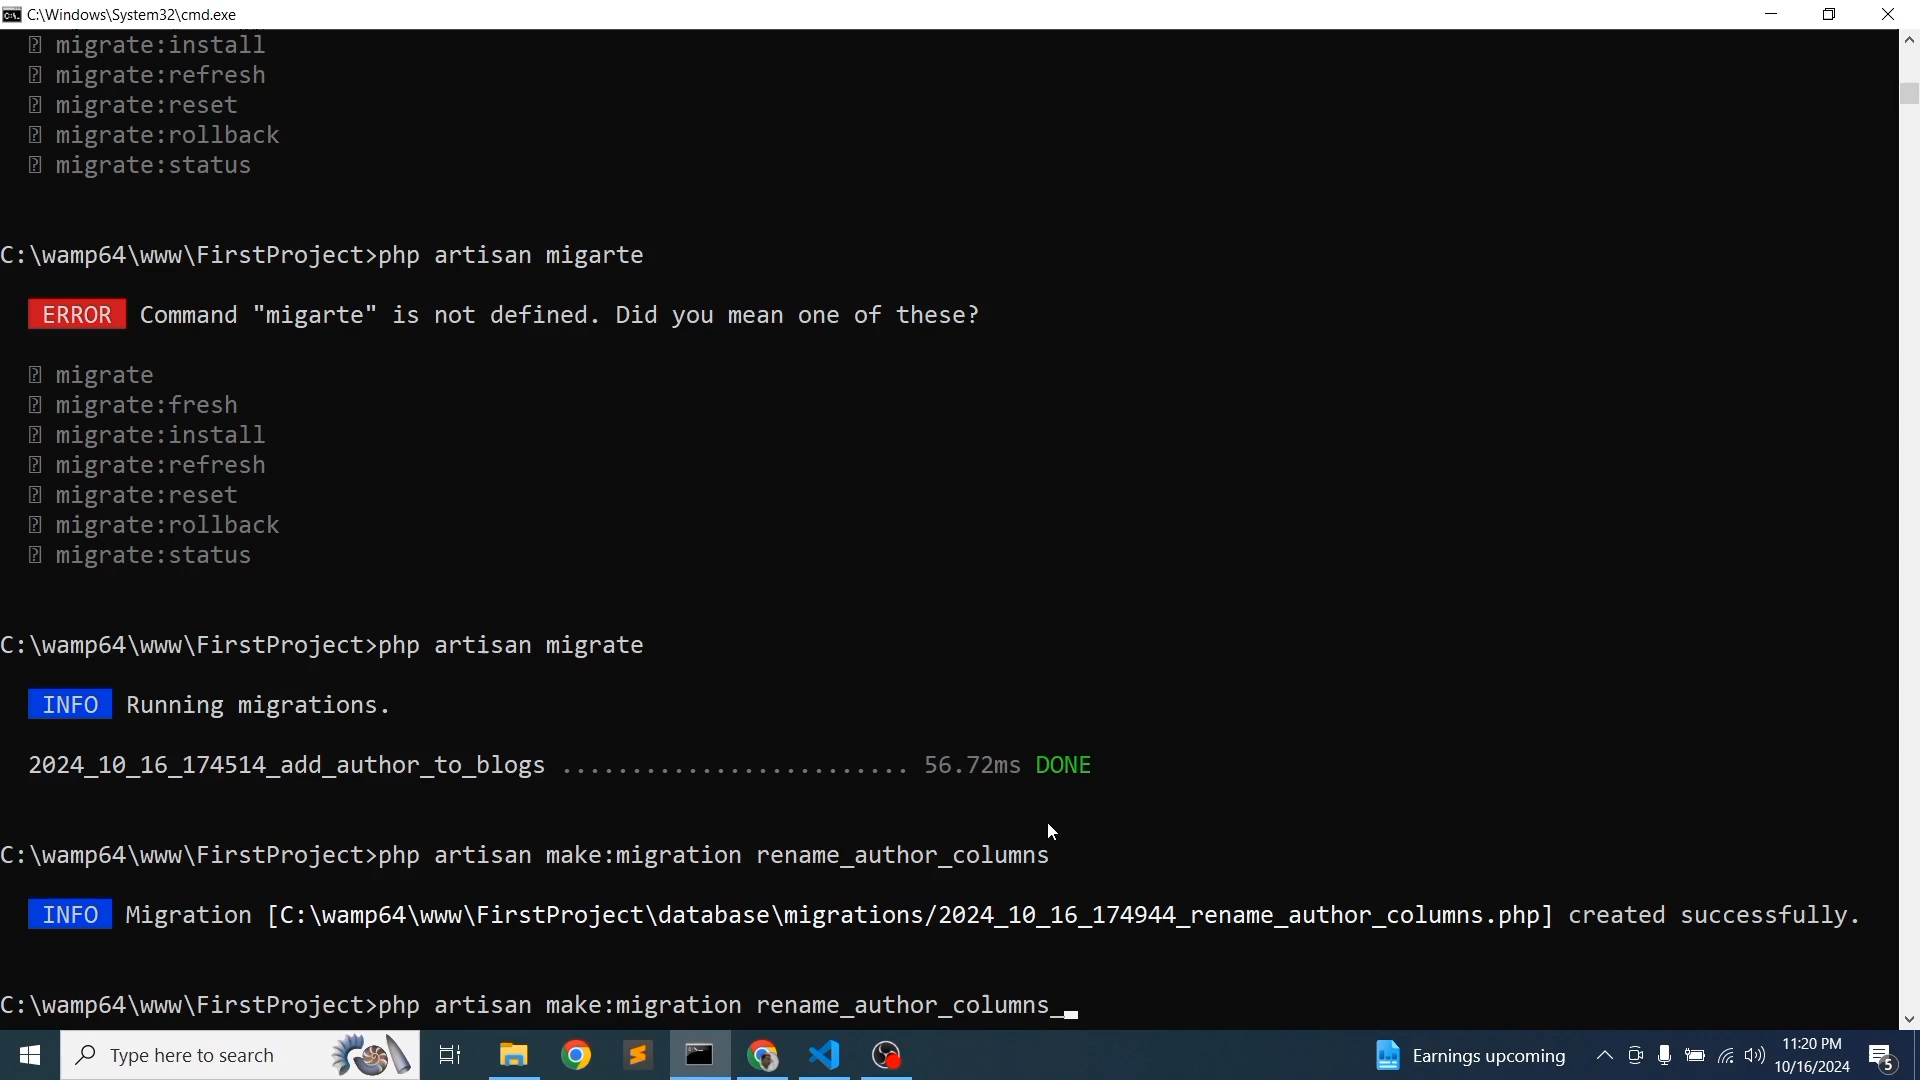 C:\Windows\System32\cmd.exe
migrate:install
migrate:refresh
migrate:reset
migrate:rollback
migrate:status
C:\wamp64\www\FirstProject>php artisan migarte
ERROR Command "migarte" is not defined. Did you mean one of these?
migrate
migrate:fresh
migrate:install
migrate:refresh
migrate:reset
migrate:rollback
migrate:status
C:\wamp64\www\FirstProject>php artisan migrate
INFO Running migrations.
2024_10_16_174514_add_author_to_blogs ......................... 56.72ms DONE
C:\wamp64\www\FirstProject>php artisan make:migration rename_author_columns
INFO Migration [C:\wamp64\www\FirstProject\database\migrations/2024_10_16_174944_rename_author_columns.php] created successfully.
C:\wamp64\www\FirstProject>php artisan make:migration rename_author_columns_
Type here to search
Earnings upcoming
11:20 PM
10/16/2024
5